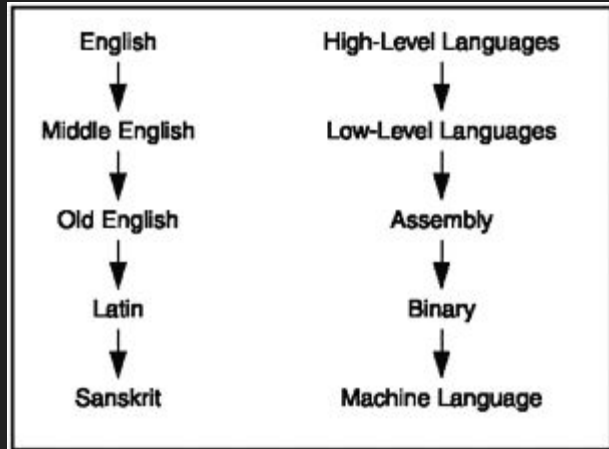 English
Middle English
Old English
Latin
Sanskrit
High-Level Languages
Low-Level Languages
Assembly
Binary
Machine Language